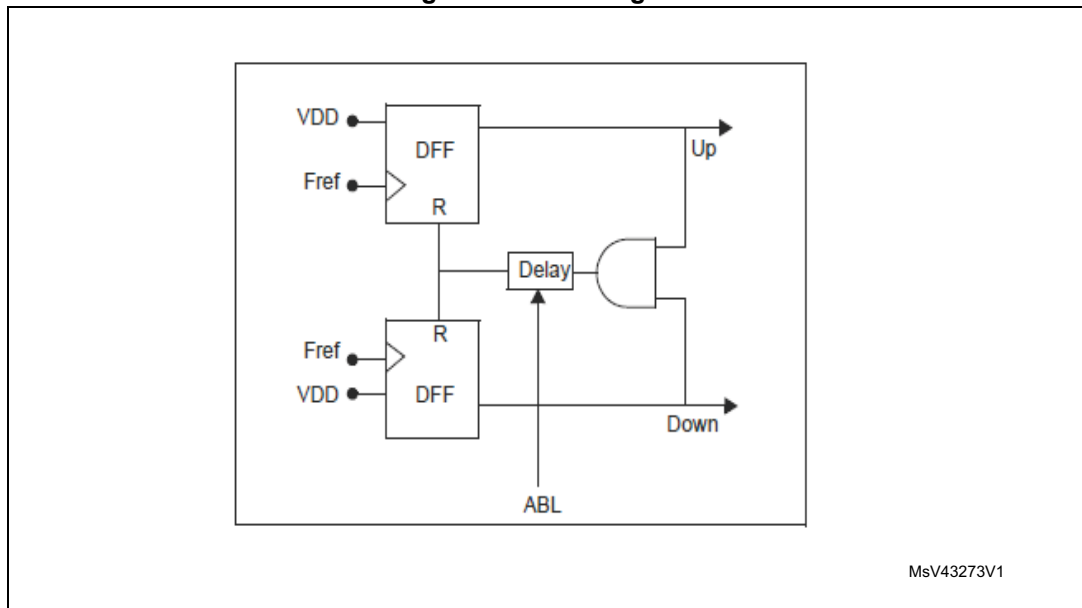 VDD
DFF
Fref
Up
R
Delay
R
Fref
DFF
VDD
Down
ABL
MsV43273V1